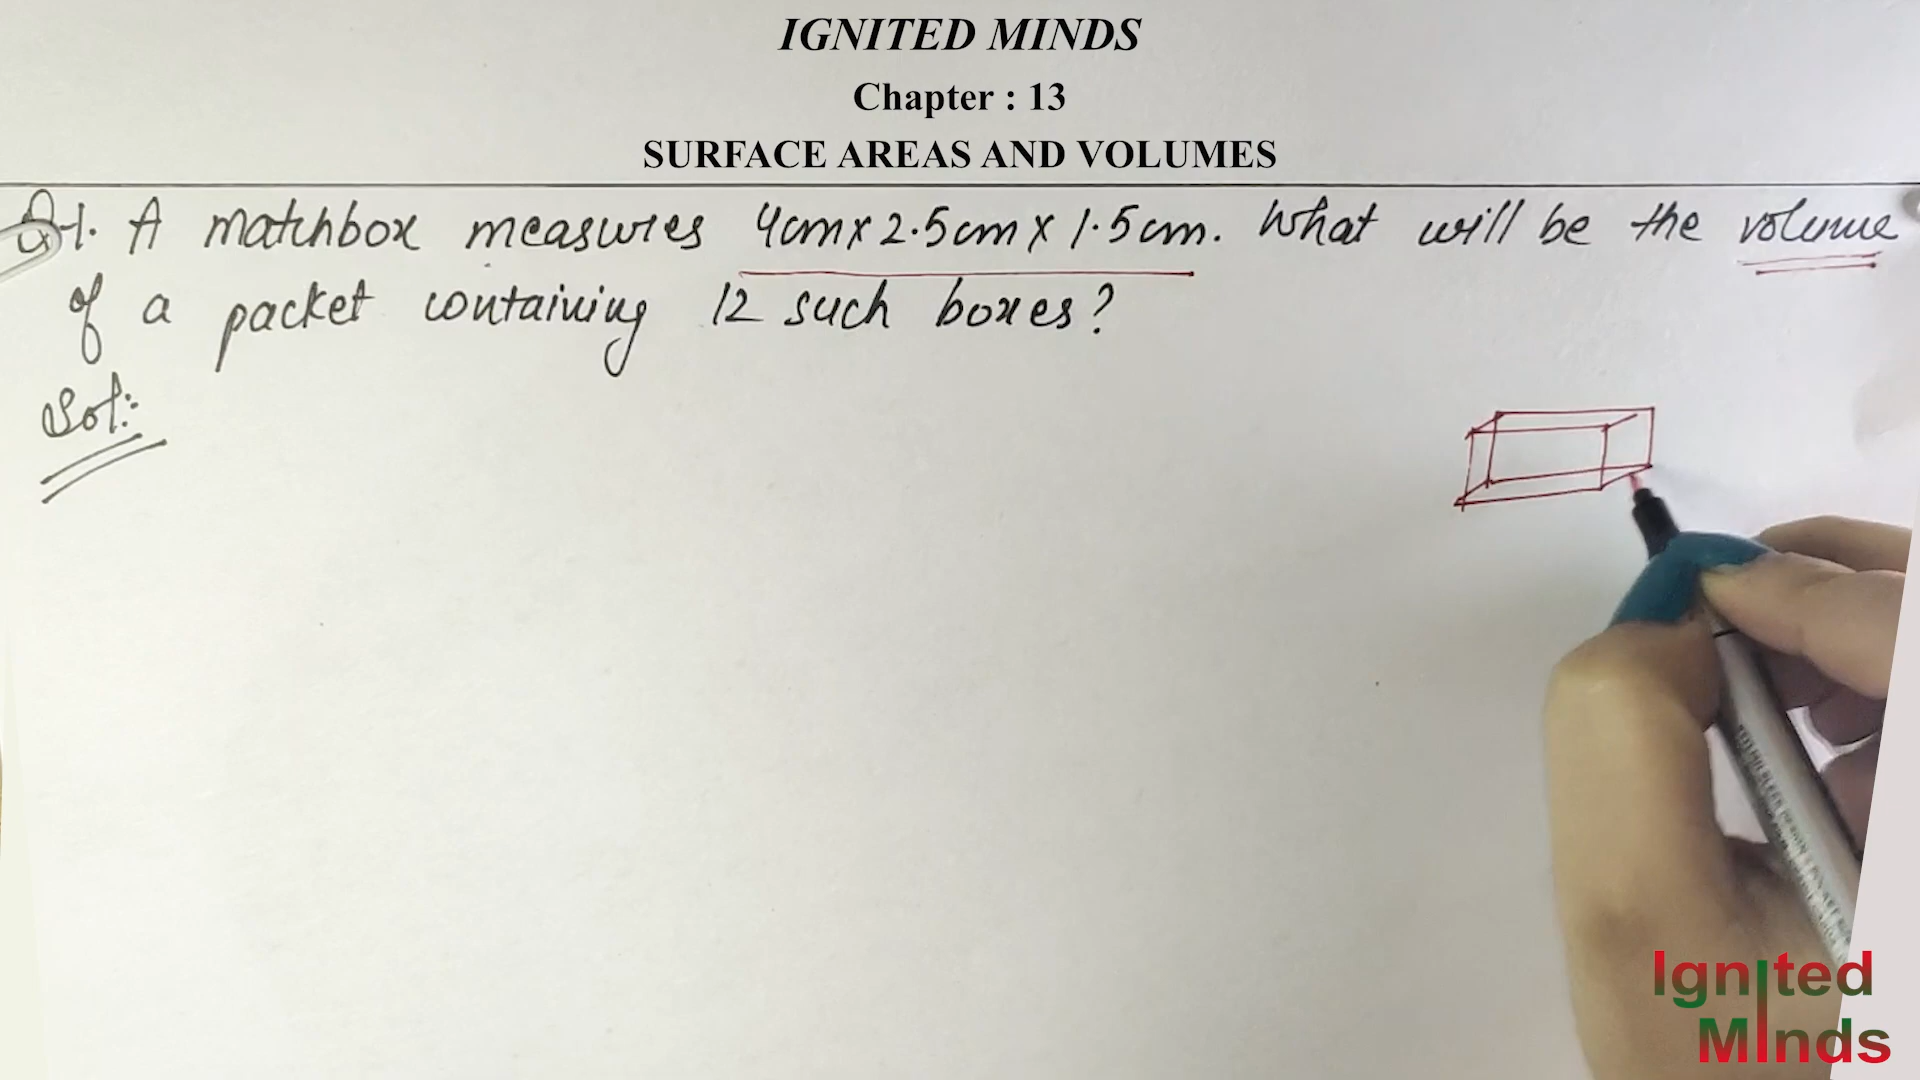 IGNITED MINDS
Chapter : 13
SURFACE AREAS AND VOLUMES
Q1. A matchbox measures 4cm x 2.5cm x 1.5cm. What will be the volume
of a packet containing 12 such boxes?
Sol:
Ignited
Minds